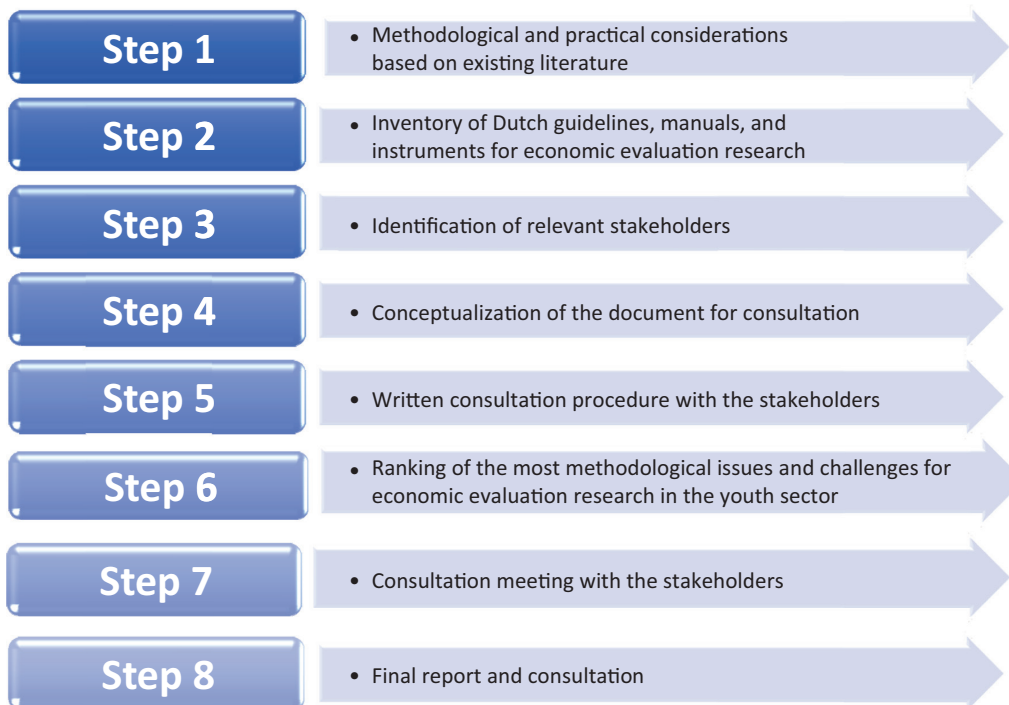 Step 1
• Methodological and practical considerations
based on existing literature
Step 2
• Inventory of Dutch guidelines, manuals, and
instruments for economic evaluation research
Step 3
• Identification of relevant stakeholders
Step 4
• Conceptualization of the document for consultation
Step 5
• Written consultation procedure with the stakeholders
Step 6
• Ranking of the most methodological issues and challenges for
economic evaluation research in the youth sector
Step 7
• Consultation meeting with the stakeholders
Step 8
• Final report and consultation